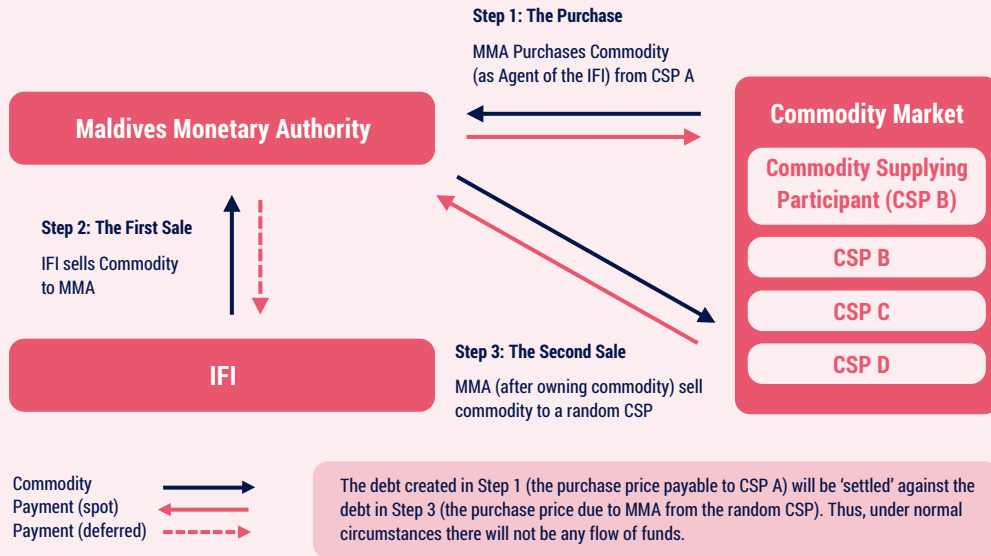 Step 1: The Purchase
MMA Purchases Commodity
(as Agent of the IFI) from CSP A
Maldives Monetary Authority
Commodity Market
Commodity Supplying
Participant (CSP B)
CSP B
CSP C
CSP D
Step 2: The First Sale
IFI sells Commodity
to MMA
IFI
Step 3: The Second Sale
MMA (after owning commodity) sell
commodity to a random CSP
Commodity
Payment (spot)
Payment (deferred)
The debt created in Step 1 (the purchase price payable to CSP A) will be ‘settled’ against the
debt in Step 3 (the purchase price due to MMA from the random CSP). Thus, under normal
circumstances there will not be any flow of funds.